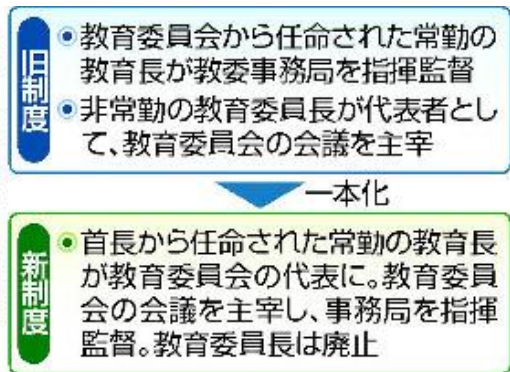 旧制度
●教育委員会から任命された常勤の
教育長が教委事務局を指揮監督
●非常勤の教育委員長が代表者とし
て、教育委員会の会議を主宰
一本化
新制度
●首長から任命された常勤の教育長
が教育委員会の代表に。教育委員
会の会議を主宰し、事務局を指揮
監督。教育委員長は廃止